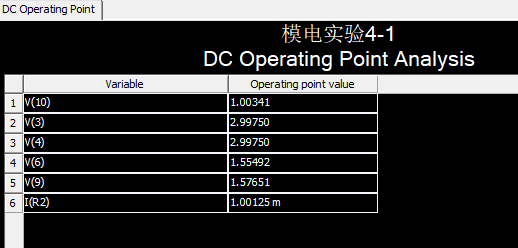 DC Operating Point
模电实验4-1
DC Operating Point Analysis
Variable Operating point value
1 V(10) 1.00341
2 V(3) 2.99750
3 V(4) 2.99750
4 V(6) 1.55492
5 V(9) 1.57651
6 I(R2) 1.00125 m